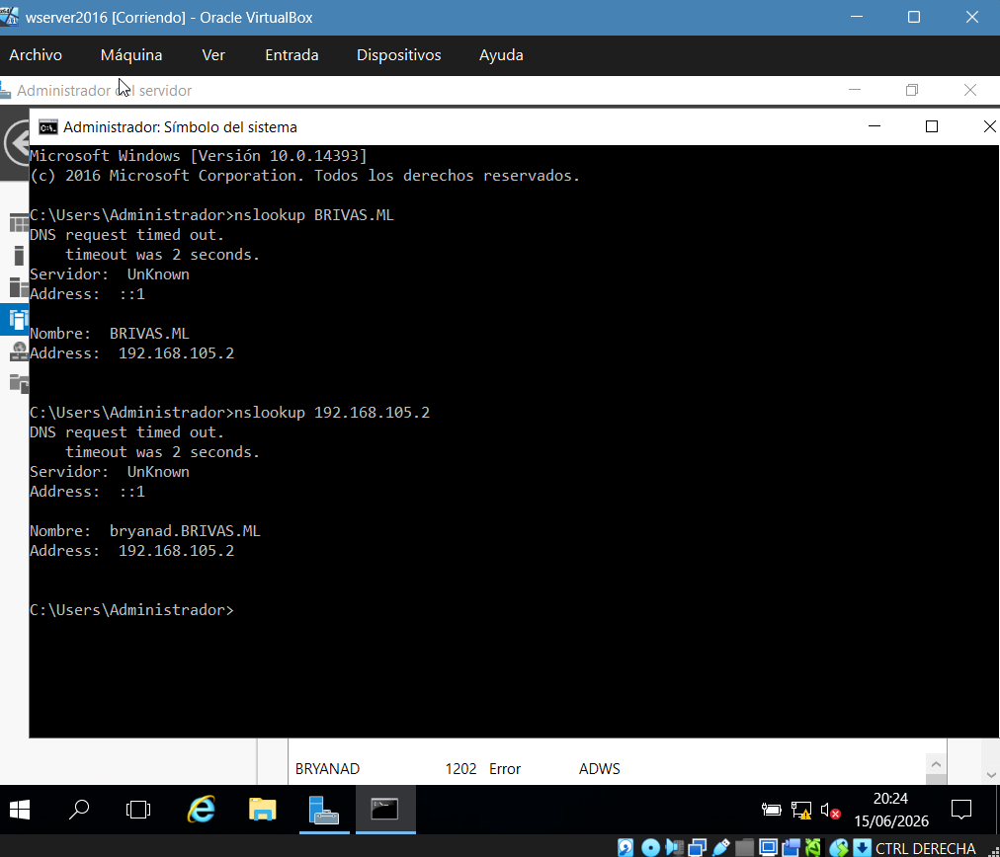 wserver2016 [Corriendo] - Oracle VirtualBox
Archivo Máquina Ver Entrada Dispositivos Ayuda
Administrador del servidor
Administrador: Símbolo del sistema
Microsoft Windows [Versión 10.0.14393]
(c) 2016 Microsoft Corporation. Todos los derechos reservados.
C:\Users\Administrador>nslookup BRIVAS.ML
DNS request timed out.
timeout was 2 seconds.
Servidor:  UnKnown
Address:  ::1
Nombre:  BRIVAS.ML
Address:  192.168.105.2
C:\Users\Administrador>nslookup 192.168.105.2
DNS request timed out.
timeout was 2 seconds.
Servidor:  UnKnown
Address:  ::1
Nombre:  bryanad.BRIVAS.ML
Address:  192.168.105.2
C:\Users\Administrador>
BRYANAD 1202 Error ADWS
20:24
15/06/2026
CTRL DERECHA